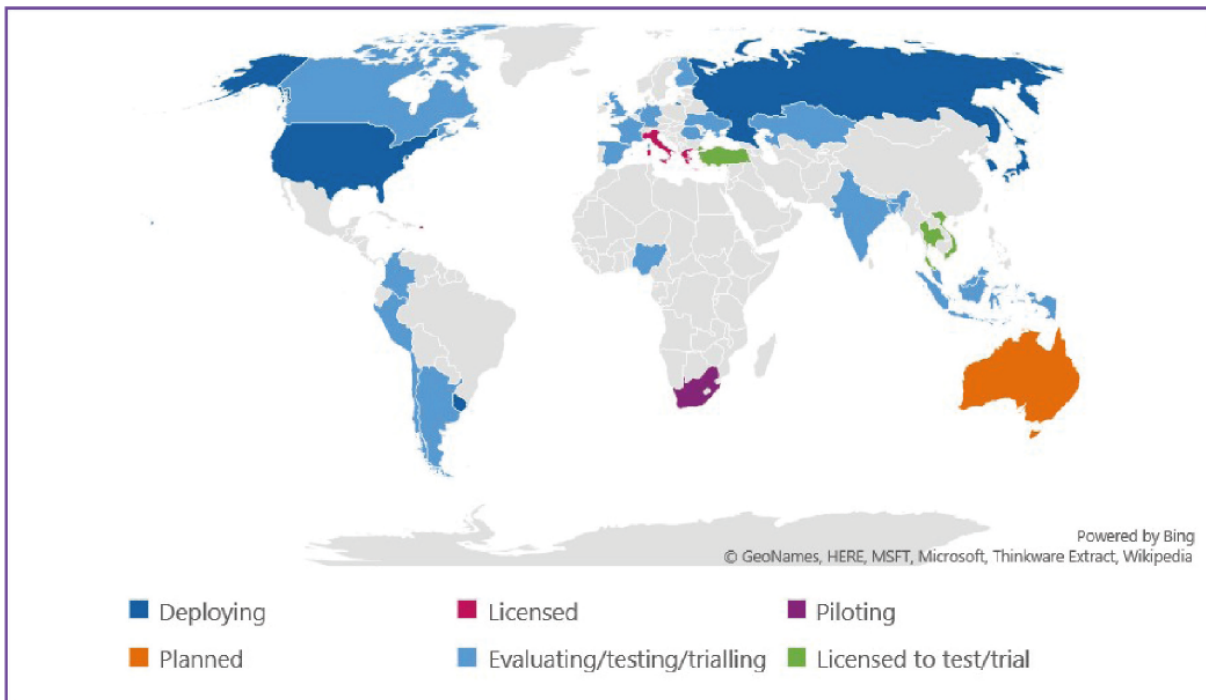 Powered by Bing
© GeoNames, HERE, MSFT, Microsoft, Thinkware Extract, Wikipedia
Deploying
Licensed
Piloting
Planned
Evaluating/testing/trialling
Licensed to test/trial